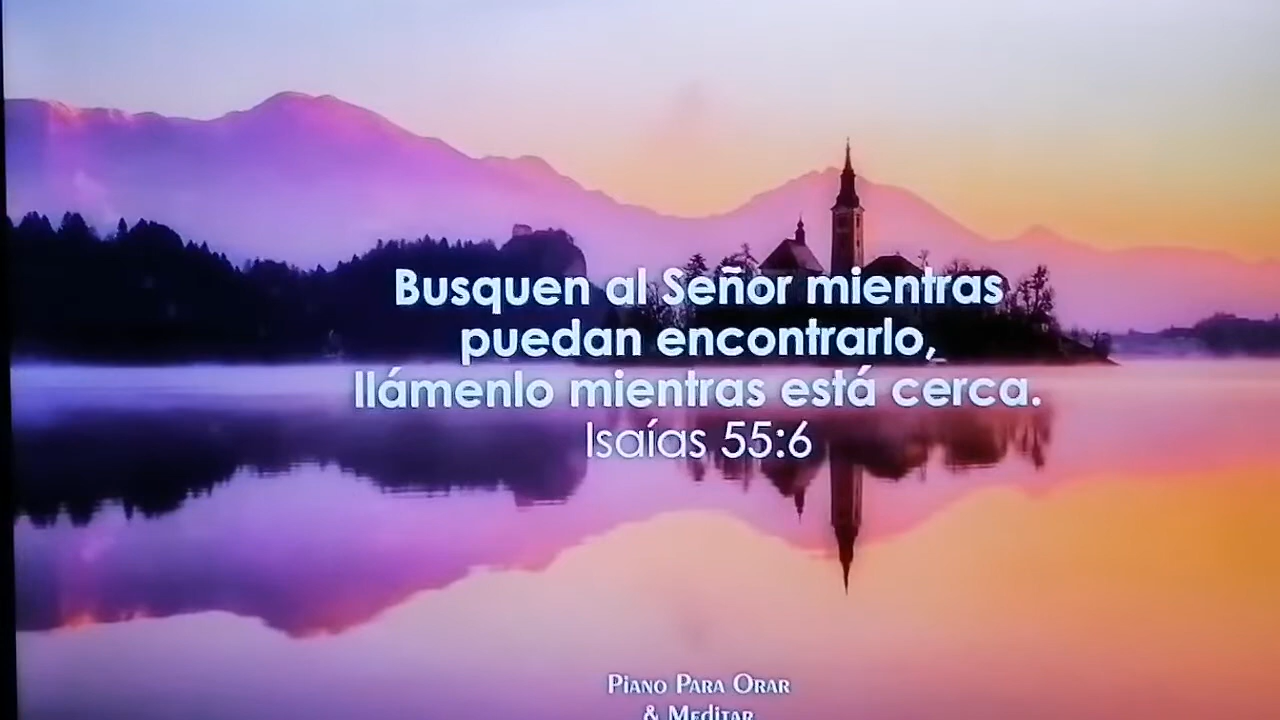 Busquen al Señor mientras
puedan encontrarlo,
llámenlo mientras está cerca.
Isaías 55:6
Piano Para Orar
& Meditar